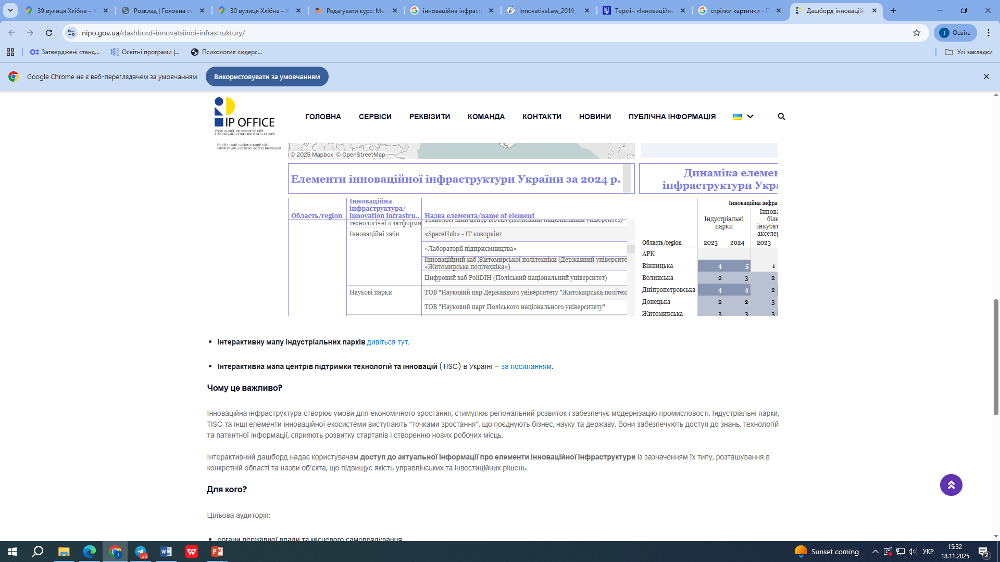 39 вулиця Хлібна – К
Розклад | Головна ст
30 вулиця Хлібна – К
Редагувати курс: Ме
інноваційна інфраст
InnovativeLaw_2019_
Термін «Інноваційна
стрілки картинки - П
Дашборд інноваційн
nipo.gov.ua/dashbord-innovatsiinoi-infrastruktury/
І
Освіта
Затверджені станд...
Освітні програми |...
Психология лидерс...
Усі закладки
Google Chrome не є веб-переглядачем за умовчанням
Використовувати за умовчанням
IP OFFICE
Український національний офіс
інтелектуальної власності та інновацій
ГОЛОВНА СЕРВІСИ РЕКВІЗИТИ КОМАНДА КОНТАКТИ НОВИНИ ПУБЛІЧНА ІНФОРМАЦІЯ
Український національний офіс
інтелектуальної власності та інновацій
© 2025 Mapbox © OpenStreetMap
Елементи інноваційної інфраструктури України за 2024 р.
Динаміка елемен
інфраструктури Укра
Область/region
Інноваційна
інфраструктура/
innovation infrastru..
Назва елемента/name of element
технологічні платформи
Інноваційні хаби
«SpaceHub» - ІТ коворкінг
«Лабораторії підприємництва»
Інноваційний хаб Житомирської політехніки (Державний університе
«Житомирська політехніка»)
Цифровий хаб PoliDIH (Поліський національний університет)
Наукові парки
ТОВ "Науковий пар Державного університету "Житомирська політехн
ТОВ "Науковий парт Поліського національного університету"
Інноваційна інфра
Індустріальні
парки
Іннова
бізн
інкубат
акселер
Область/region 2023 2024 2023
АРК
Вінницька 4 5 1
Волинська 2 3 2
Дніпропетровська 4 4 2
Донецька 2 2 3
Житомирська 3 3 3
• Інтерактивну мапу індустріальних парків дивіться тут.
• Інтерактивна мапа центрів підтримки технологій та інновацій (TISC) в Україні – за посиланням.
Чому це важливо?
Інноваційна інфраструктура створює умови для економічного зростання, стимулює регіональний розвиток і забезпечує модернізацію промисловості. Індустріальні парки,
TISC та інші елементи інноваційної екосистеми виступають “точками зростання”, що поєднують бізнес, науку та державу. Вони забезпечують доступ до знань, технологій
та патентної інформації, сприяють розвитку стартапів і створенню нових робочих місць.
Інтерактивний дашборд надає користувачам доступ до актуальної інформації про елементи інноваційної інфраструктури із зазначенням їх типу, розташування в
конкретній області та назви об’єкта, що підвищує якість управлінських та інвестиційних рішень.
Для кого?
Цільова аудиторія:
• органи державної влади та місцевого самоврядування
Sunset coming
УКР
15:32
18.11.2025
2